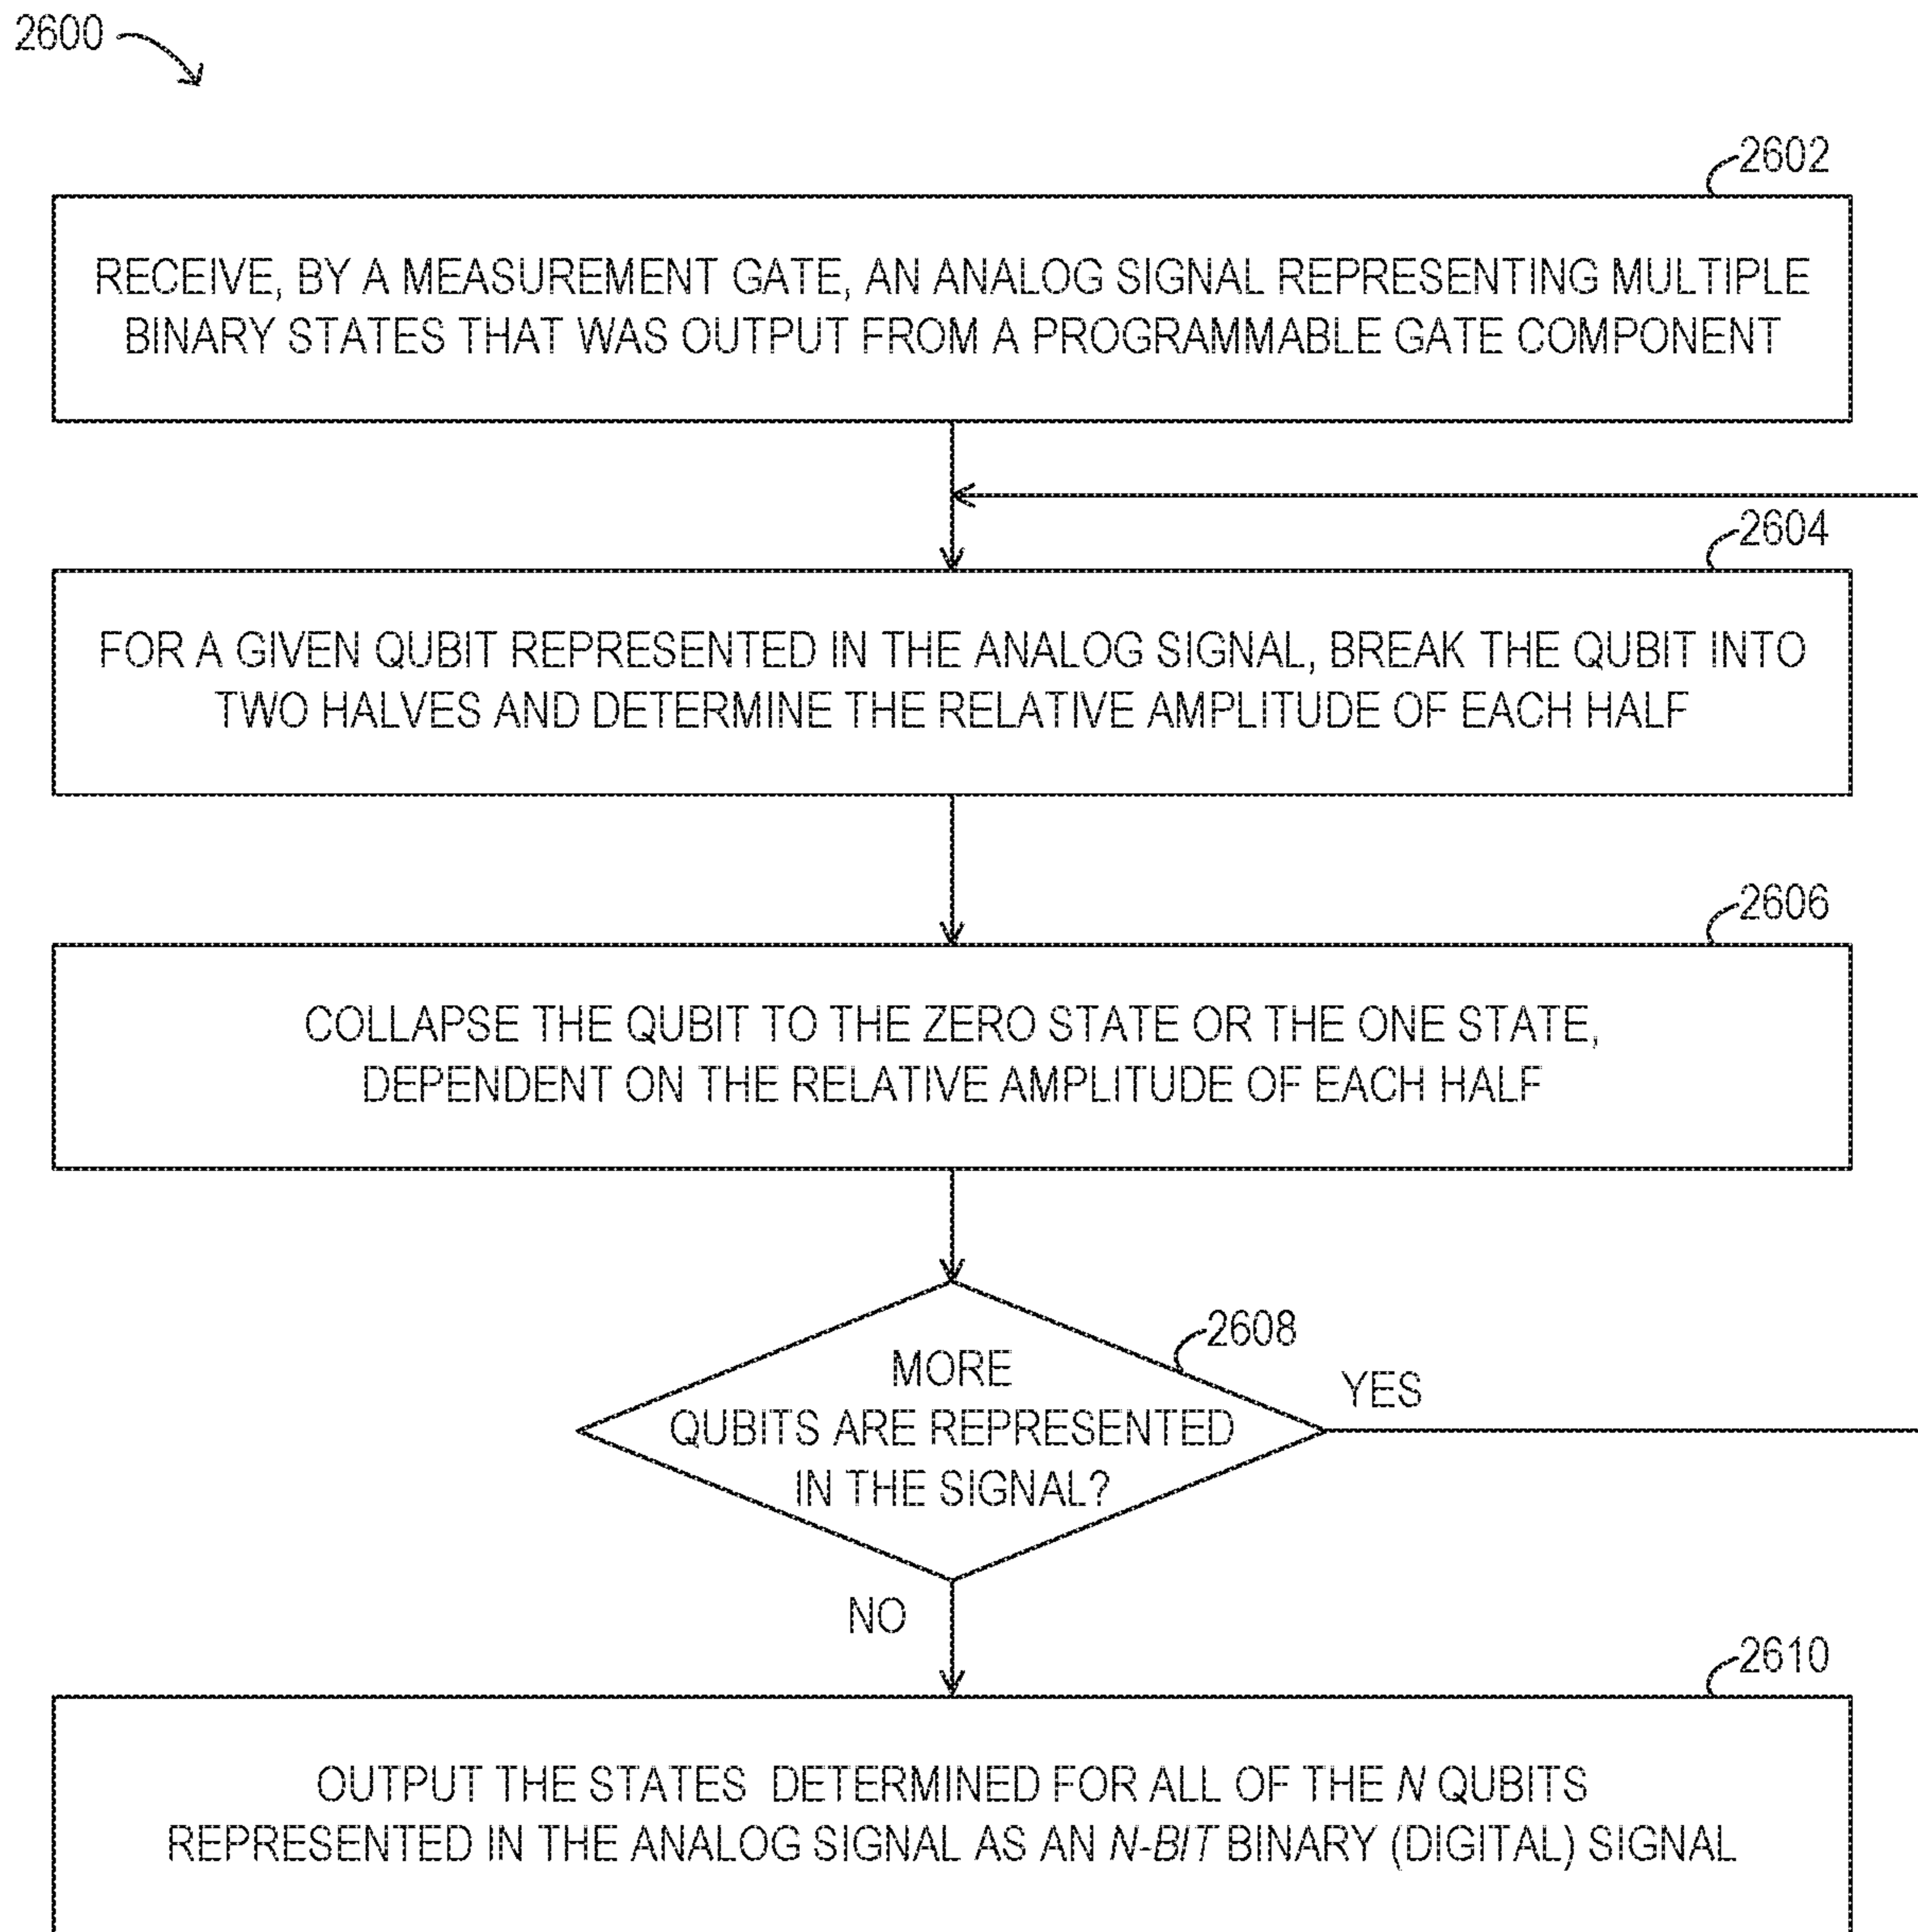 2600
2602
RECEIVE, BY A MEASUREMENT GATE, AN ANALOG SIGNAL REPRESENTING MULTIPLE
BINARY STATES THAT WAS OUTPUT FROM A PROGRAMMABLE GATE COMPONENT
2604
FOR A GIVEN QUBIT REPRESENTED IN THE ANALOG SIGNAL, BREAK THE QUBIT INTO
TWO HALVES AND DETERMINE THE RELATIVE AMPLITUDE OF EACH HALF
2606
COLLAPSE THE QUBIT TO THE ZERO STATE OR THE ONE STATE,
DEPENDENT ON THE RELATIVE AMPLITUDE OF EACH HALF
2608
MORE
QUBITS ARE REPRESENTED
IN THE SIGNAL?
YES
NO
2610
OUTPUT THE STATES DETERMINED FOR ALL OF THE N QUBITS
REPRESENTED IN THE ANALOG SIGNAL AS AN N-BIT BINARY (DIGITAL) SIGNAL